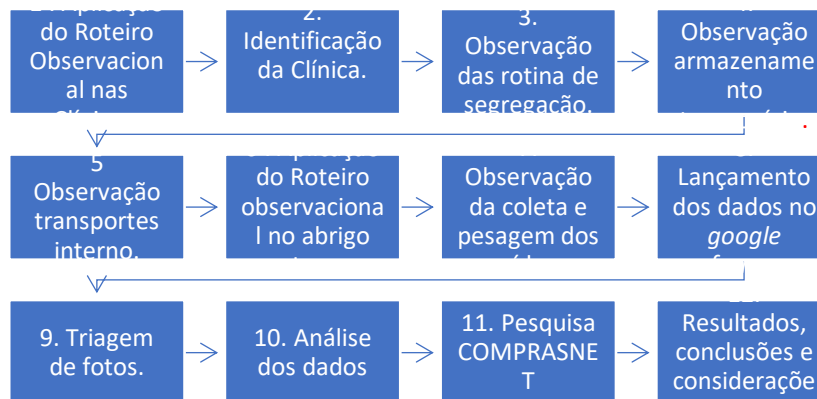 do Roteiro
Observacion
al nas
2.
Identificação
da Clínica.
3.
Observação
das rotina de
segregação.
Observação
armazename
nto
.
5
Observação
transportes
interno.
do Roteiro
observaciona
l no abrigo
Observação
da coleta e
pesagem dos
Lançamento
dos dados no
google
9. Triagem
de fotos.
10. Análise
dos dados
11. Pesquisa
COMPRASNE
T
Resultados,
conclusões e
consideraçõe